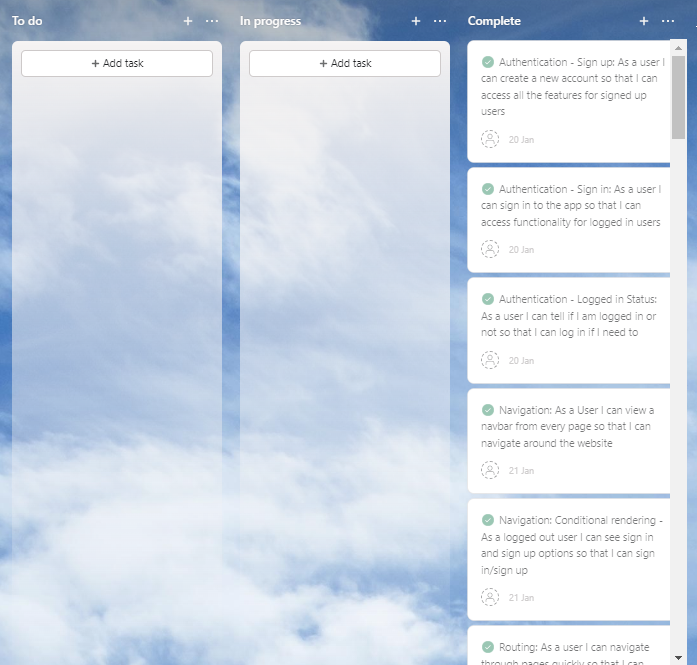 To do
+ Add task
In progress
+ Add task
Complete
Authentication - Sign up: As a user I
can create a new account so that I can
access all the features for signed up
users
20 Jan
Authentication - Sign in: As a user I
can sign in to the app so that I can
access functionality for logged in users
20 Jan
Authentication - Logged in Status:
As a user I can tell if I am logged in or
not so that I can log in if I need to
20 Jan
Navigation: As a User I can view a
navbar from every page so that I can
navigate around the website
21 Jan
Navigation: Conditional rendering -
As a logged out user I can see sign in
and sign up options so that I can sign
in/sign up
21 Jan
Routing: As a user I can navigate
through pages quickly so that I can